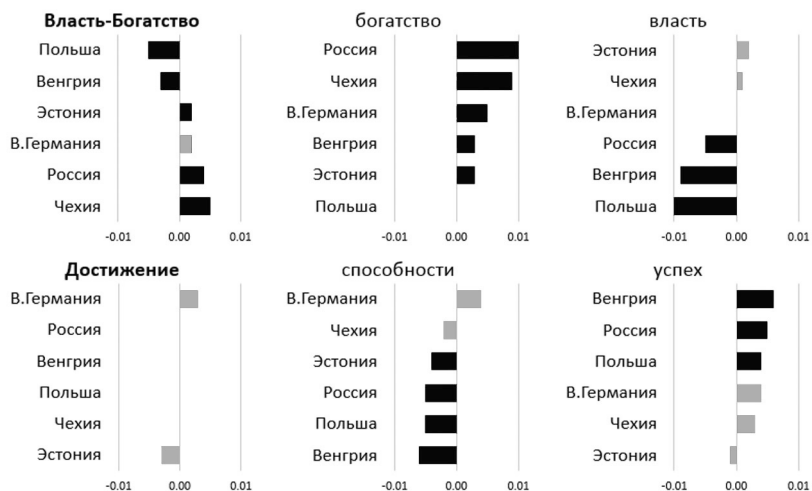 Власть-Богатство
Польша
Венгрия
Эстония
В.Германия
Россия
Чехия
-0.01 0.00 0.01
богатство
Россия
Чехия
В.Германия
Венгрия
Эстония
Польша
-0.01 0.00 0.01
власть
Эстония
Чехия
В.Германия
Россия
Венгрия
Польша
-0.01 0.00 0.01
Достижение
В.Германия
Россия
Венгрия
Польша
Чехия
Эстония
-0.01 0.00 0.01
способности
В.Германия
Чехия
Эстония
Россия
Польша
Венгрия
-0.01 0.00 0.01
успех
Венгрия
Россия
Польша
В.Германия
Чехия
Эстония
-0.01 0.00 0.01